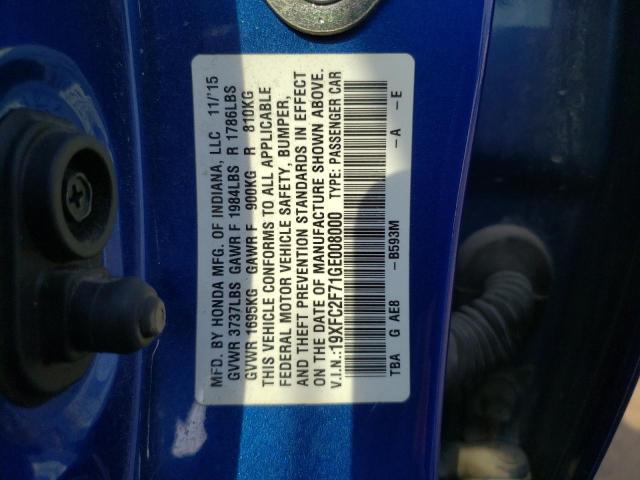 MFD. BY HONDA MFG. OF INDIANA, LLC 11/15
GVWR 3737LBS GAWR F 1984LBS R 1786LBS
GVWR 1695KG GAWR F 900KG R 810KG
THIS VEHICLE CONFORMS TO ALL APPLICABLE
FEDERAL MOTOR VEHICLE SAFETY, BUMPER,
AND THEFT PREVENTION STANDARDS IN EFFECT
ON THE DATE OF MANUFACTURE SHOWN ABOVE.
V.I.N.:19XFC2F71GE008000 TYPE: PASSENGER CAR
TBA G AE8 -B593M -A -E